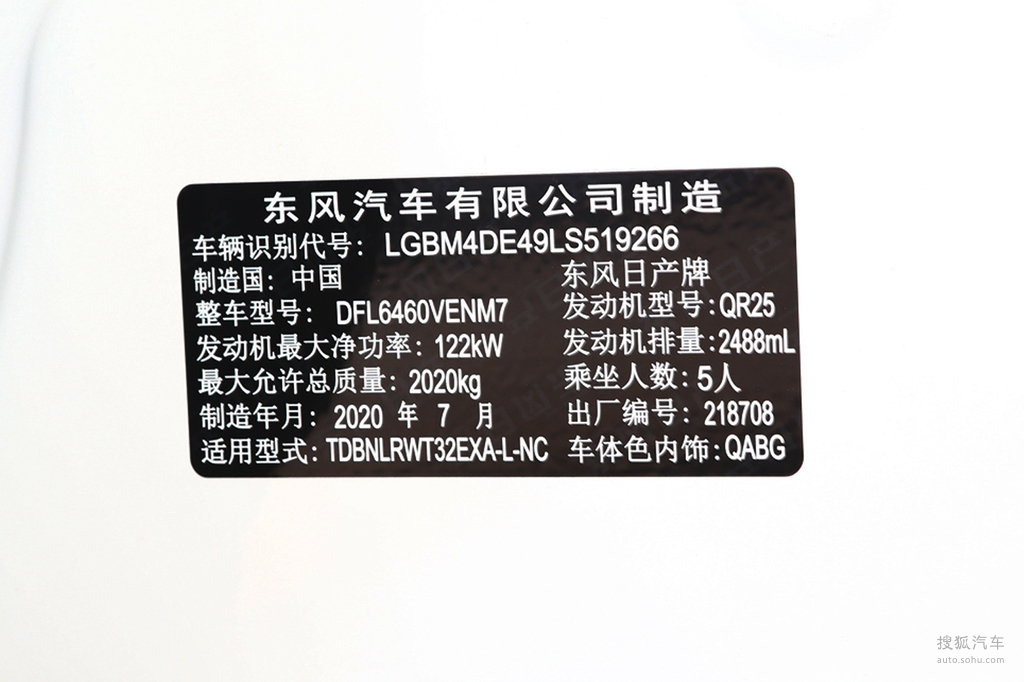 东风汽车有限公司制造
车辆识别代号：LGBM4DE49LS519266
制造国：中国 东风日产牌
整车型号：DFL6460VENM7 发动机型号：QR25
发动机最大净功率：122kW 发动机排量：2488mL
最大允许总质量：2020kg 乘坐人数：5人
制造年月：2020 年 7 月 出厂编号：218708
适用型式：TDBNLRWT32EXA-L-NC 车体色内饰：QABG
搜狐汽车
auto.sohu.com